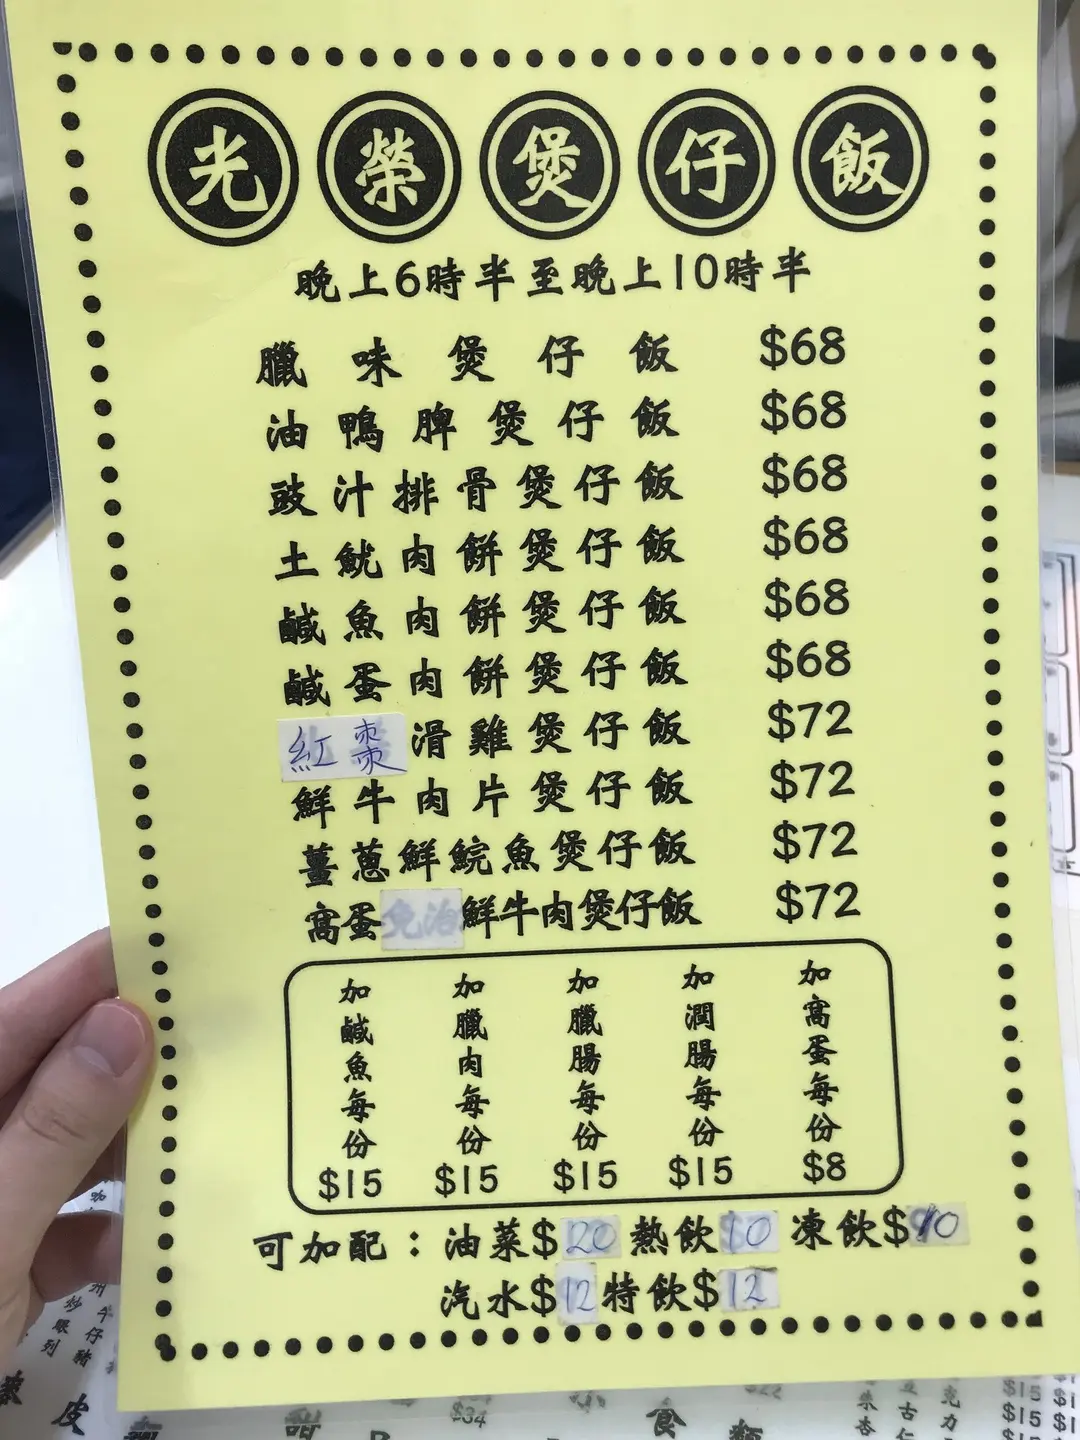 光榮煲仔飯
晚上6時半至晚上10時半
臘味煲仔飯 $68
油鴨脾煲仔飯 $68
豉汁排骨煲仔飯 $68
土魷肉餅煲仔飯 $68
鹹魚肉餅煲仔飯 $68
鹹蛋肉餅煲仔飯 $68
紅棗滑雞煲仔飯 $72
鮮牛肉片煲仔飯 $72
薑蔥鮮鯇魚煲仔飯 $72
窩蛋免治鮮牛肉煲仔飯 $72
加鹹魚每份 $15
加臘肉每份 $15
加臘腸每份 $15
加潤腸每份 $15
加窩蛋每份 $8
可加配：油菜$20 熱飲$0 凍飲$10
汽水$12 特飲$12